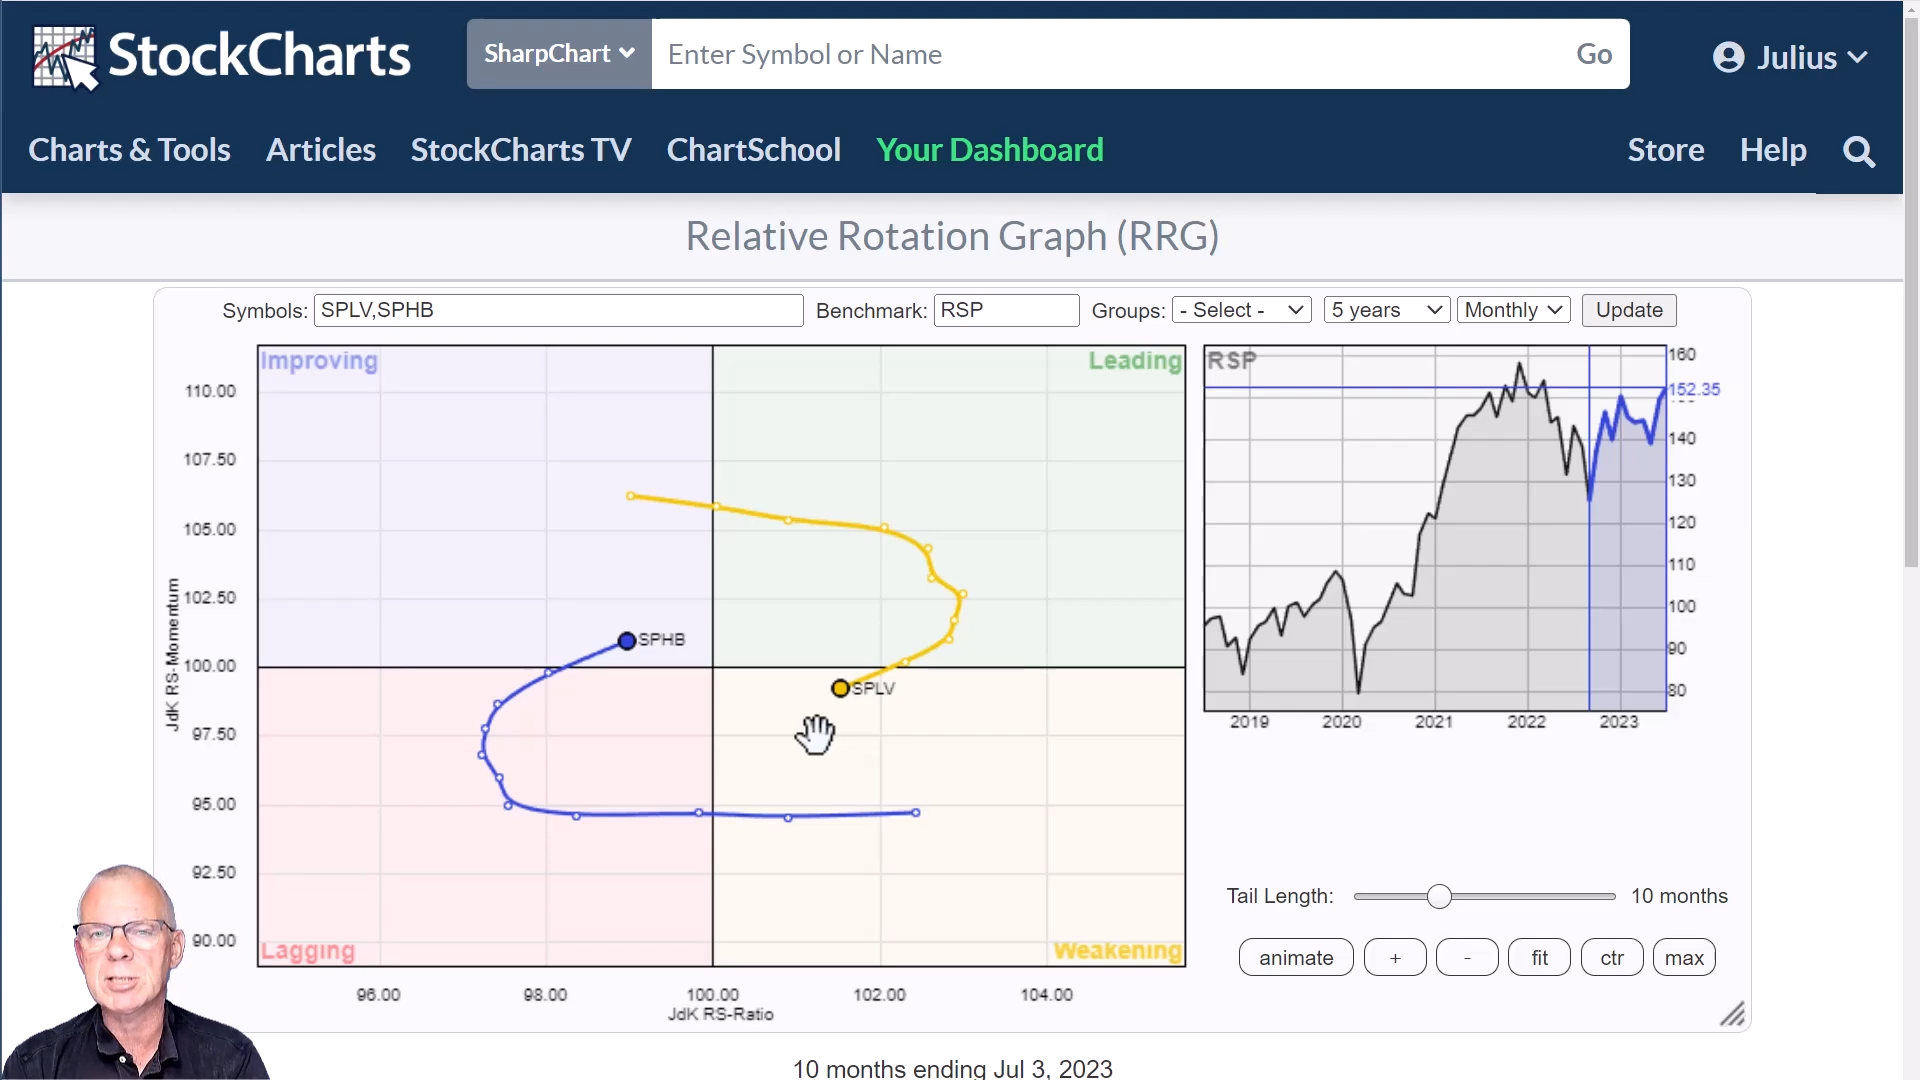 StockCharts
SharpChart
Enter Symbol or Name
Go
Julius
Charts & Tools
Articles
StockCharts TV
ChartSchool
Your Dashboard
Store
Help
Relative Rotation Graph (RRG)
Symbols: SPLV,SPHB
Benchmark: RSP
Groups: - Select -
5 years
Monthly
Update
Improving
Leading
Lagging
Weakening
SPHB
SPLV
110.00
107.50
105.00
102.50
100.00
97.50
95.00
92.50
90.00
JdK RS-Momentum
96.00
98.00
100.00
102.00
104.00
JdK RS-Ratio
RSP
160
152.35
140
130
120
110
100
90
80
2019
2020
2021
2022
2023
Tail Length:
10 months
animate
+
-
fit
ctr
max
10 months ending Jul 3, 2023